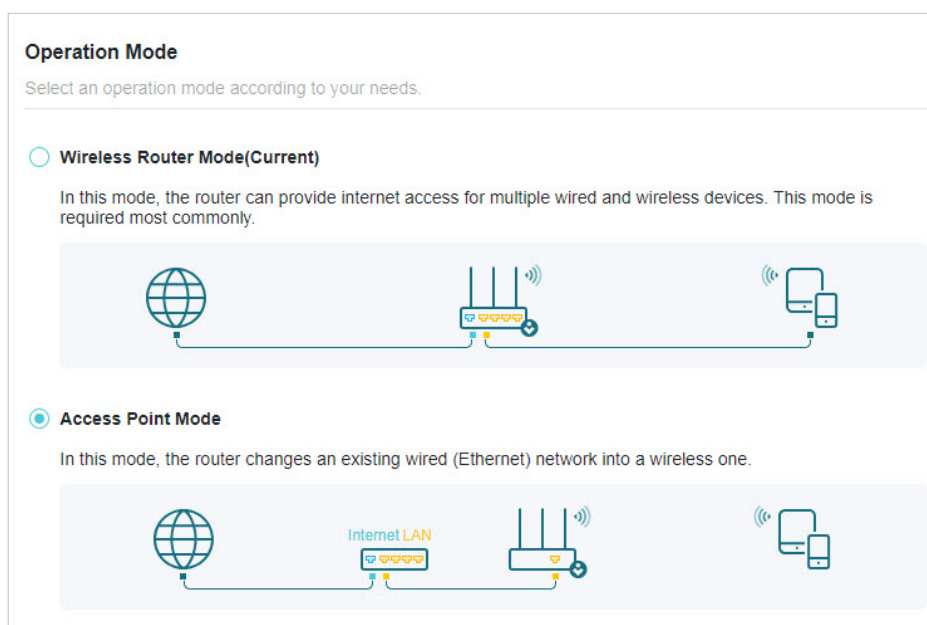 Operation Mode
Select an operation mode according to your needs.
Wireless Router Mode(Current)
In this mode, the router can provide internet access for multiple wired and wireless devices. This mode is
required most commonly.
Access Point Mode
In this mode, the router changes an existing wired (Ethernet) network into a wireless one.
Internet LAN